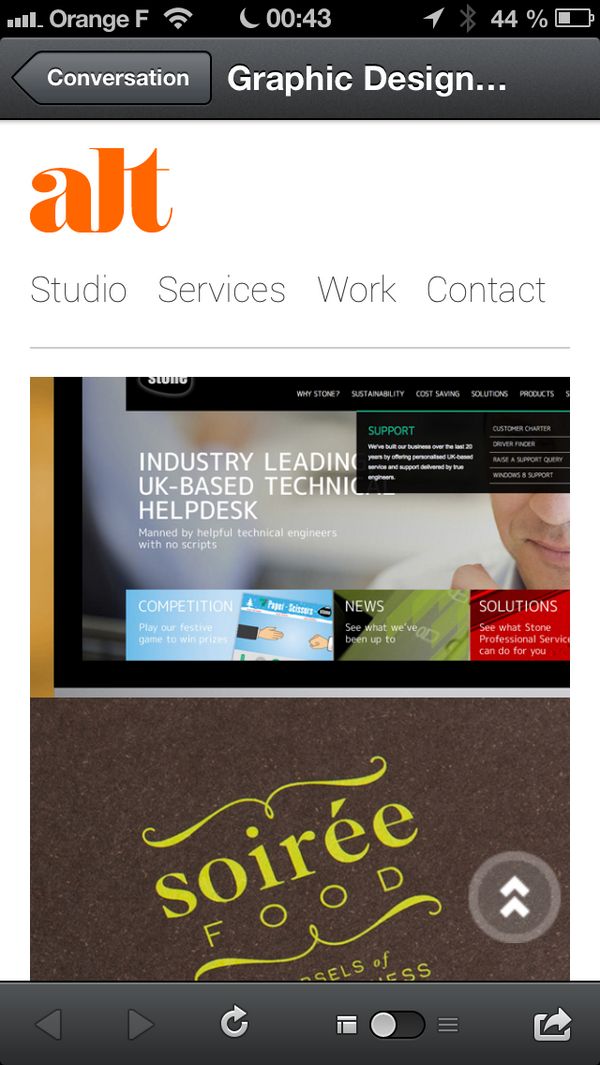 Orange F 00:43 44 %
Conversation Graphic Design...
alt
Studio Services Work Contact
stone
WHY STONE? SUSTAINABILITY COST SAVING SOLUTIONS PRODUCTS S
SUPPORT
We've built our business over the last 20
years by offering personalised UK-based
service and support delivered by true
engineers.
CUSTOMER CHARTER
DRIVER FINDER
RAISE A SUPPORT QUERY
WINDOWS 8 SUPPORT
INDUSTRY LEADING
UK-BASED TECHNICAL
HELPDESK
Manned by helpful technical engineers
with no scripts
COMPETITION
Play our festive
game to win prizes
Paper - Scissors
NEWS
See what we've
been up to
SOLUTIONS
See what Stone
Professional Service
can do for you
soirée
FOOD
RSELS of
NESS